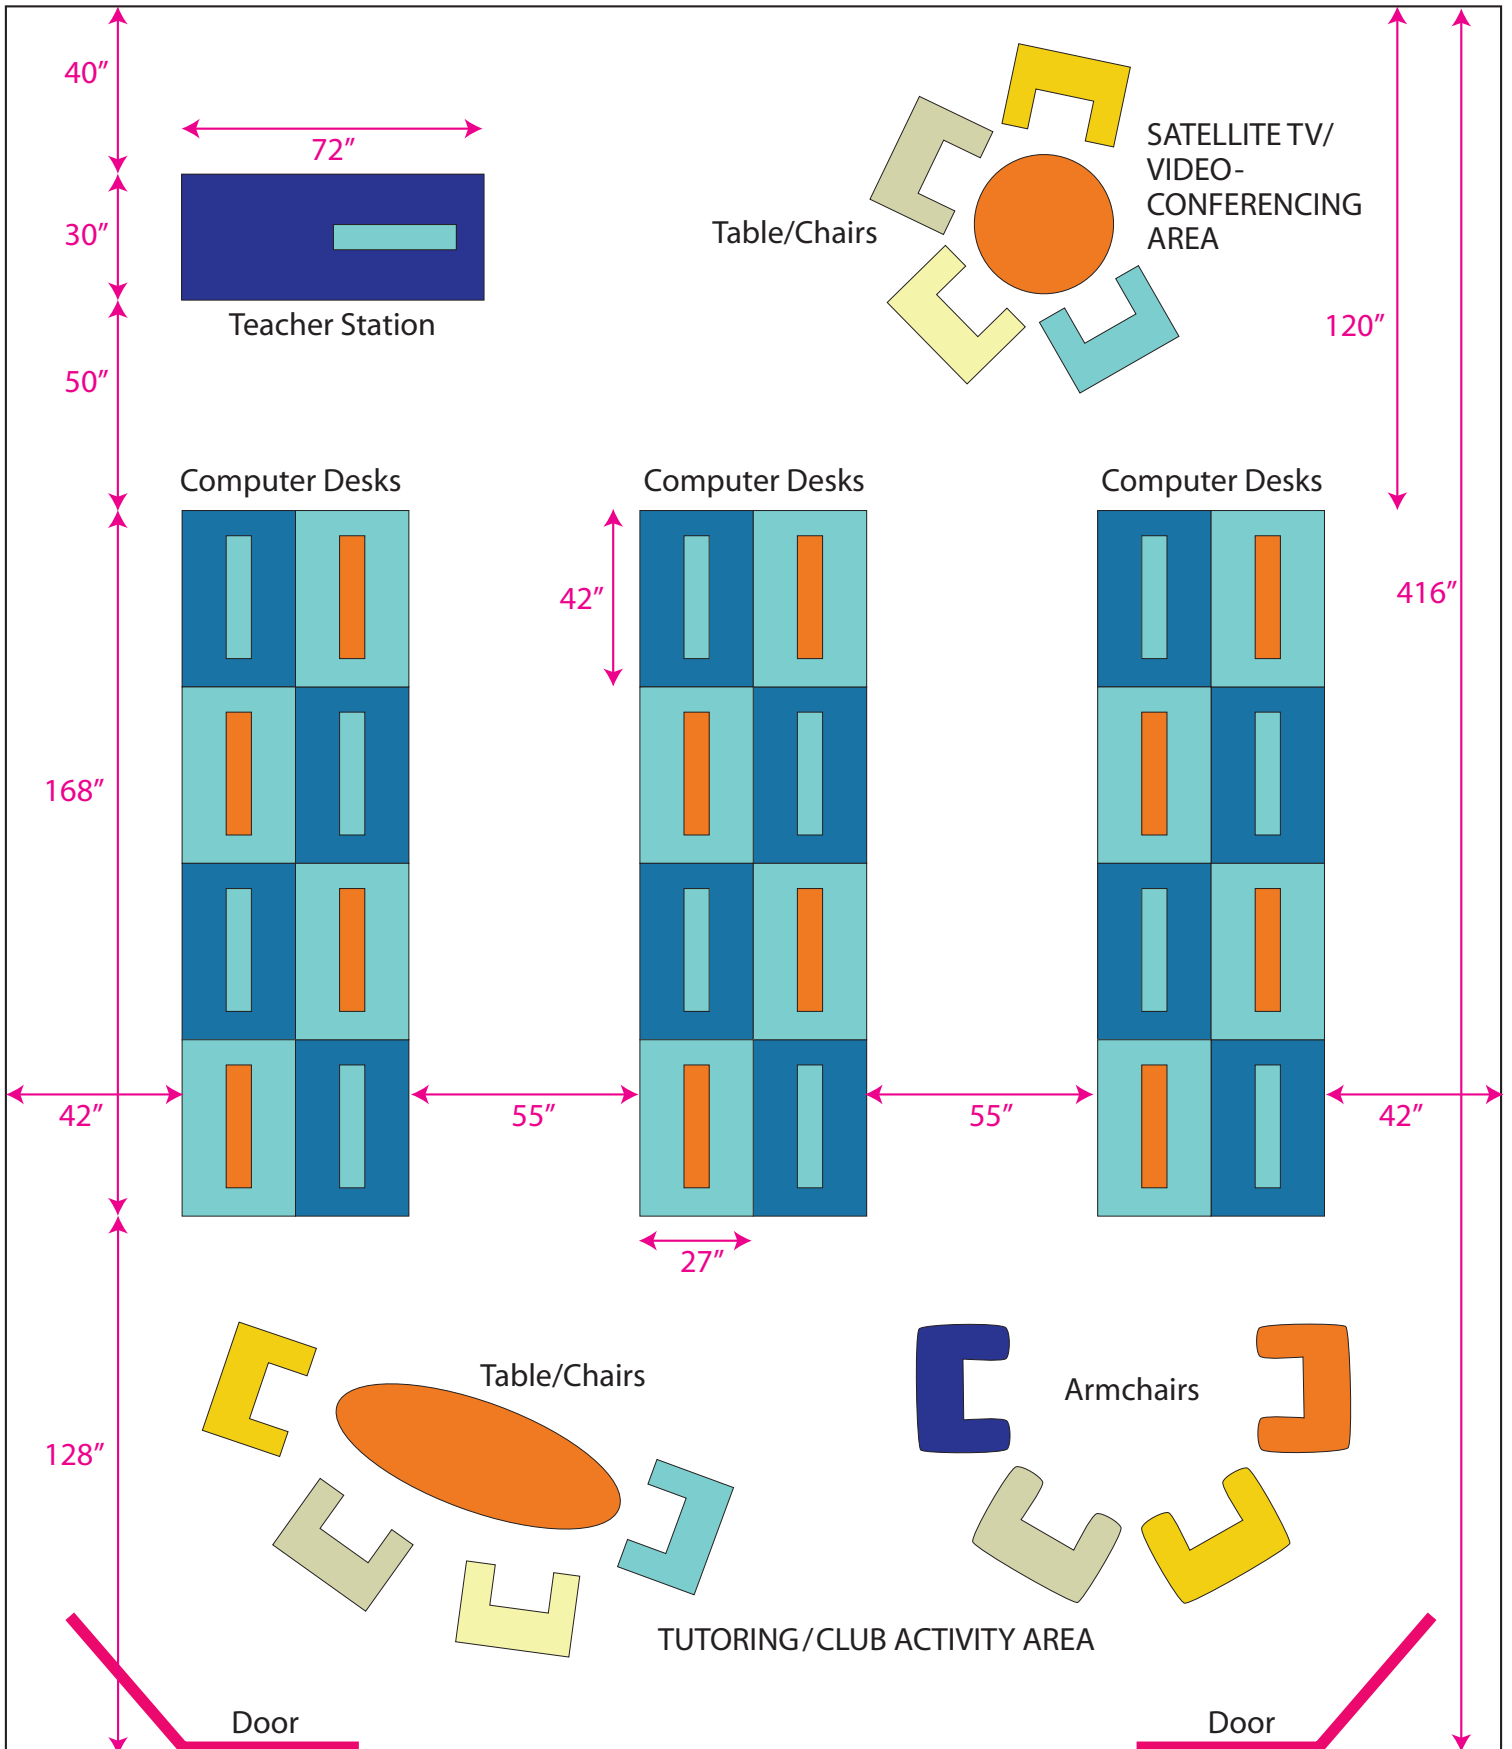 40”
72”
SATELLITE TV/
VIDEO-
CONFERENCING
AREA
30”
Table/Chairs
Teacher Station
120”
50”
Computer Desks
Computer Desks
Computer Desks
42”
416”
168”
42”
55”
55”
42”
27”
Table/Chairs
Armchairs
128”
TUTORING/CLUB ACTIVITY AREA
Door
Door